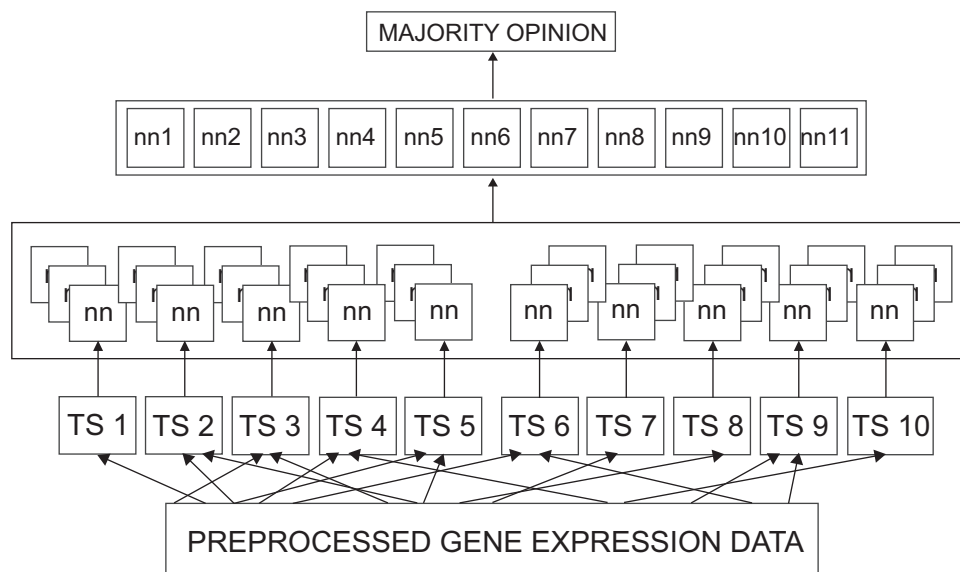 MAJORITY OPINION
nn1 nn2 nn3 nn4 nn5 nn6 nn7 nn8 nn9 nn10 nn11
nn nn nn nn nn nn nn nn nn nn
TS 1 TS 2 TS 3 TS 4 TS 5 TS 6 TS 7 TS 8 TS 9 TS 10
PREPROCESSED GENE EXPRESSION DATA